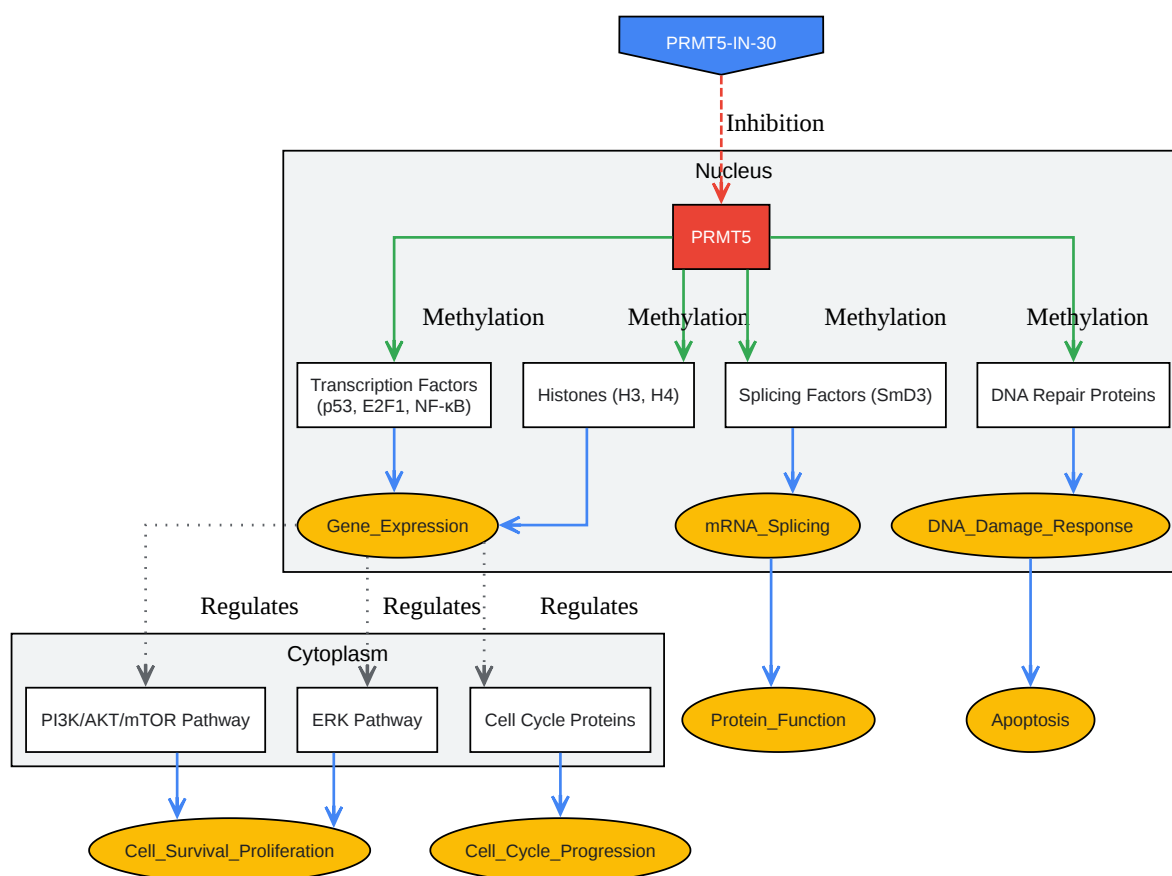 PRMT5-IN-30
Inhibition
Nucleus
PRMT5
Methylation
Methylation
Methylation
Methylation
Transcription Factors
(p53, E2F1, NF-κB)
Histones (H3, H4)
Splicing Factors (SmD3)
DNA Repair Proteins
Gene_Expression
mRNA_Splicing
DNA_Damage_Response
Regulates
Regulates
Regulates
Cytoplasm
PI3K/AKT/mTOR Pathway
ERK Pathway
Cell Cycle Proteins
Protein_Function
Apoptosis
Cell_Survival_Proliferation
Cell_Cycle_Progression